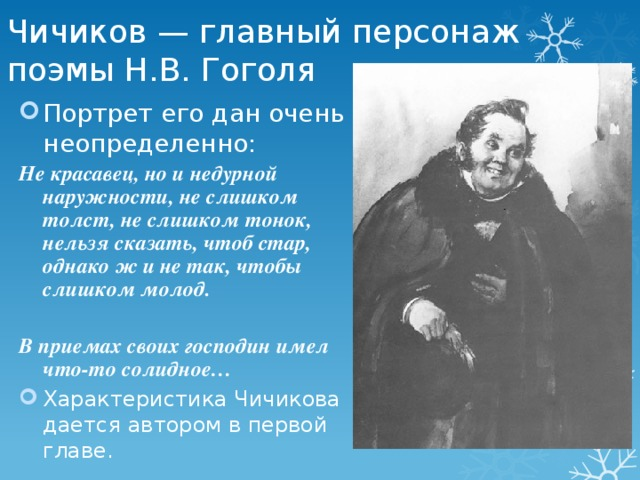 Чичиков — главный персонаж
поэмы Н.В. Гоголя
Портрет его дан очень
неопределенно:
Не красавец, но и недурной
наружности, не слишком
толст, не слишком тонок,
нельзя сказать, чтоб стар,
однако ж и не так, чтобы
слишком молод.
В приемах своих господин имел
что-то солидное…
Характеристика Чичикова
дается автором в первой
главе.